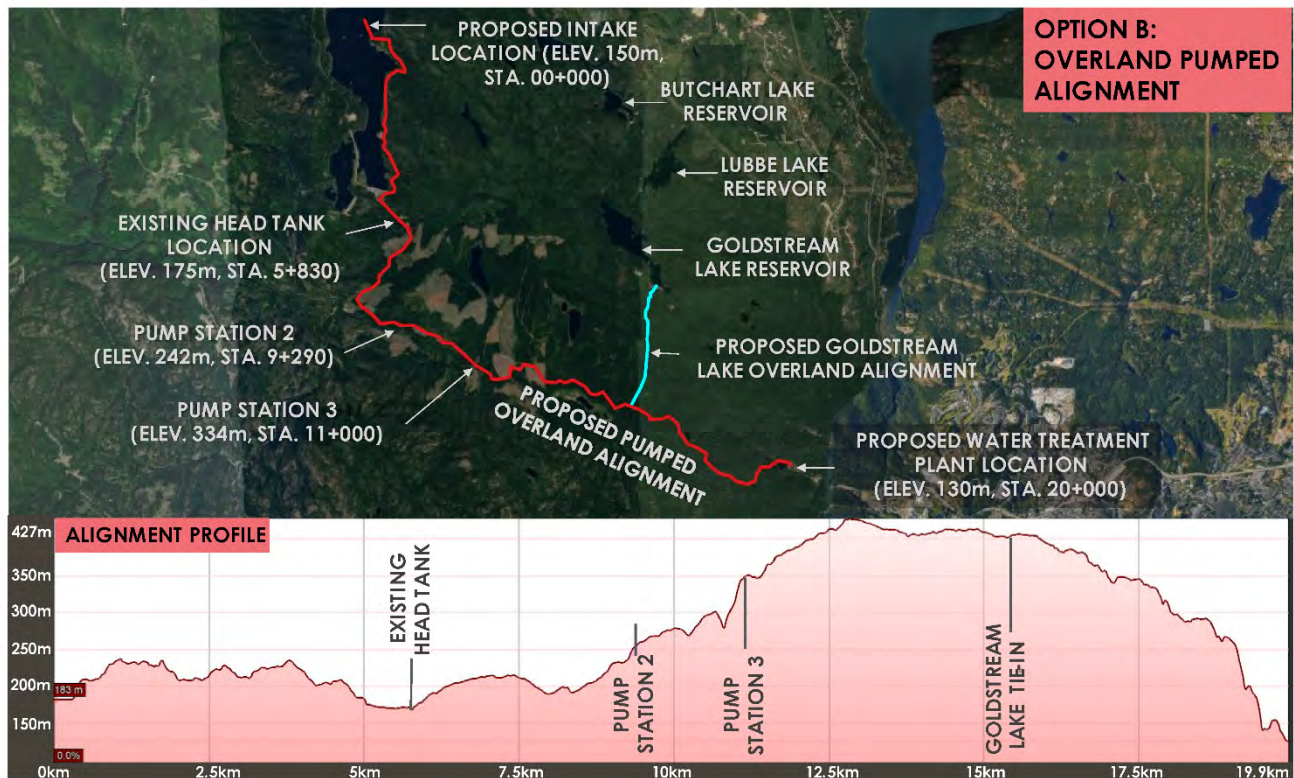 PROPOSED INTAKE
LOCATION (ELEV. 150m,
STA. 00+000)
OPTION B:
OVERLAND PUMPED
ALIGNMENT
BUTCHART LAKE
RESERVOIR
LUBBE LAKE
RESERVOIR
EXISTING HEAD TANK
LOCATION
(ELEV. 175m, STA. 5+830)
GOLDSTREAM
LAKE RESERVOIR
PUMP STATION 2
(ELEV. 242m, STA. 9+290)
PROPOSED GOLDSTREAM
LAKE OVERLAND ALIGNMENT
PUMP STATION 3
(ELEV. 334m, STA. 11+000)
PROPOSED PUMPED
OVERLAND ALIGNMENT
PROPOSED WATER TREATMENT
PLANT LOCATION
(ELEV. 130m, STA. 20+000)
ALIGNMENT PROFILE
427m
350m
300m
250m
200m
183 m
150m
0.0%
EXISTING
HEAD TANK
PUMP
STATION 2
PUMP
STATION 3
GOLDSTREAM
LAKE TIE-IN
0km
2.5km
5km
7.5km
10km
12.5km
15km
17.5km
19.9km